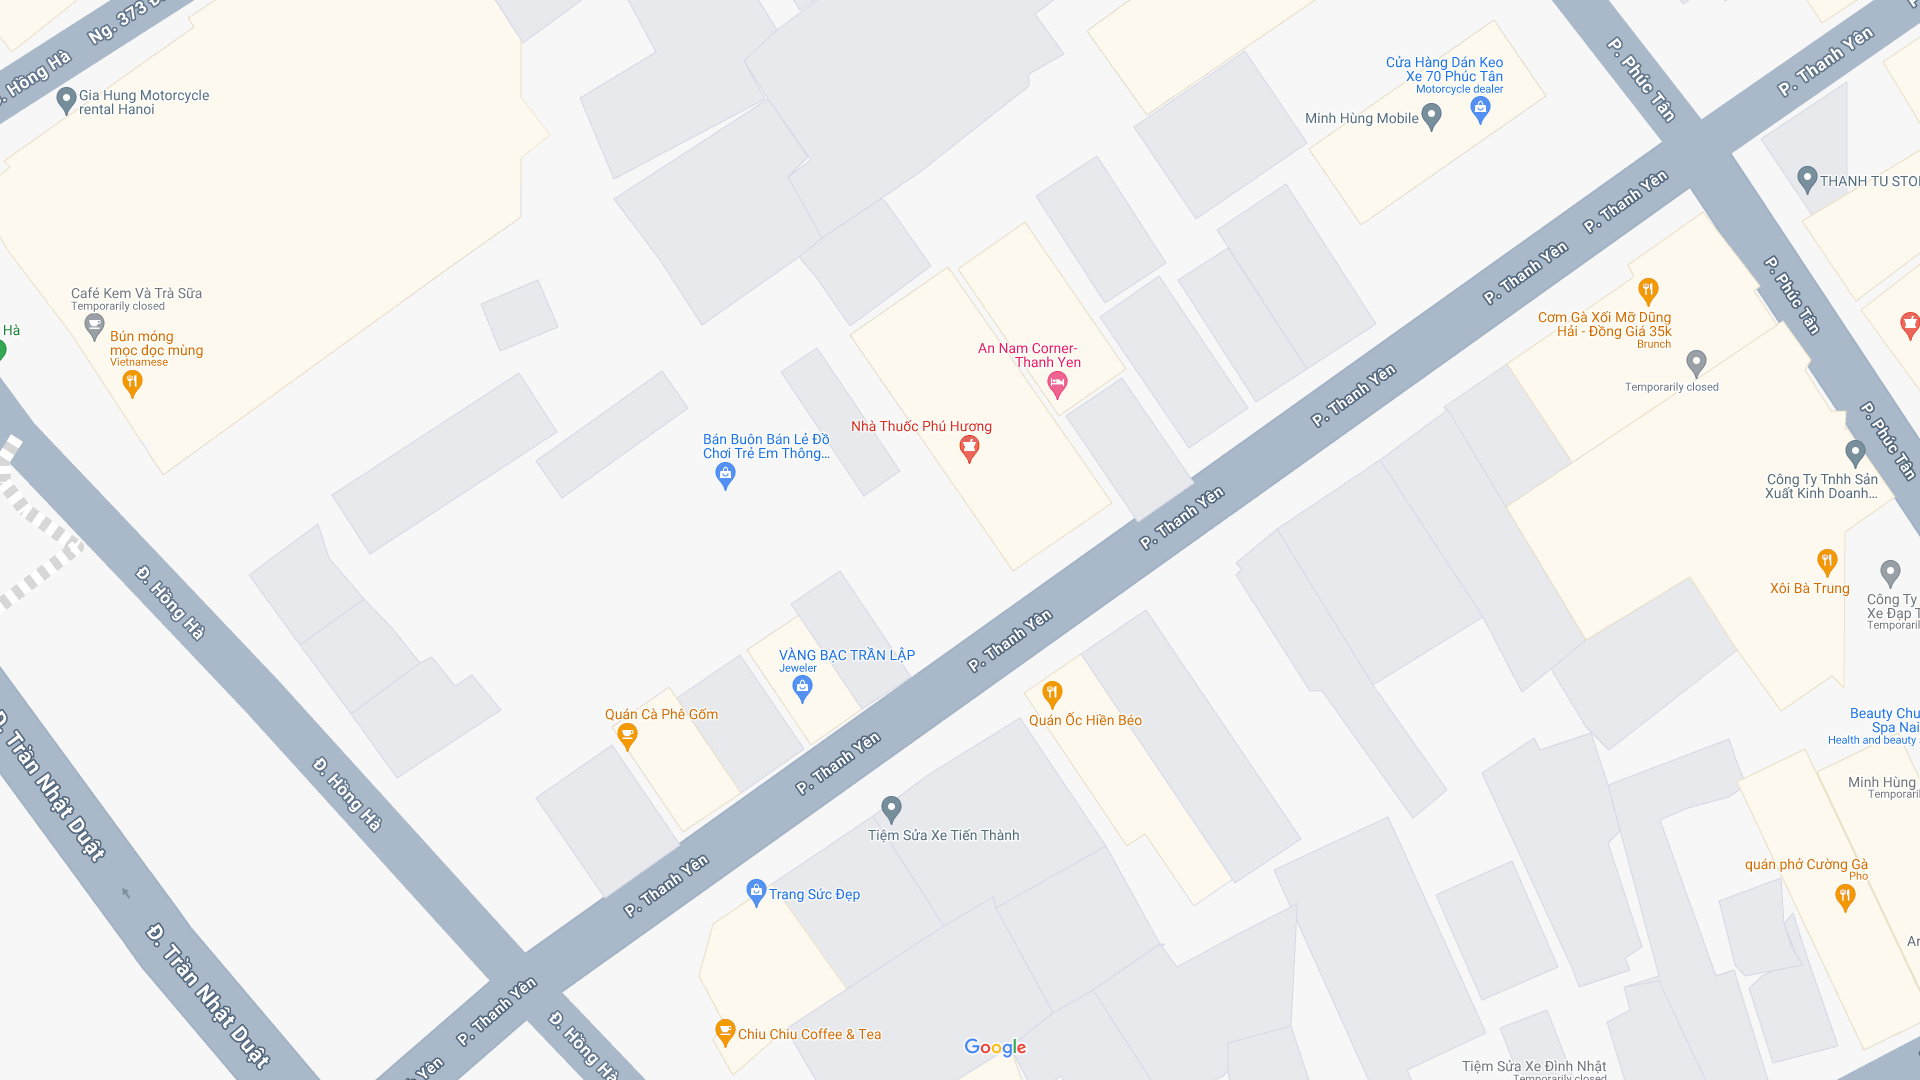 Ng. 373 Đ
Hồng Hà
Gia Hung Motorcycle
rental Hanoi
Café Kem Và Trà Sữa
Temporarily closed
Hà
Bún móng
mọc dọc mùng
Vietnamese
Đ. Hồng Hà
Đ. Hồng Hà
Đ. Hồng Hà
Đ. Trần Nhật Duật
Đ. Trần Nhật Duật
Cửa Hàng Dán Keo
Xe 70 Phúc Tân
Motorcycle dealer
Minh Hùng Mobile
P. Phúc Tân
P. Thanh Yên
THANH TU STO
P. Thanh Yên
P. Thanh Yên
P. Phúc Tân
Cơm Gà Xối Mỡ Dũng
Hải - Đồng Giá 35k
Brunch
Temporarily closed
An Nam Corner-
Thanh Yen
P. Thanh Yên
Nhà Thuốc Phú Hương
Bán Buôn Bán Lẻ Đồ
Chơi Trẻ Em Thông...
P. Phúc Tân
Công Ty Tnhh Sản
Xuất Kinh Doanh...
P. Thanh Yên
Xôi Bà Trung
Công Ty
Xe Đạp T
Temporaril
P. Thanh Yên
VÀNG BẠC TRẦN LẬP
Jeweler
Quán Cà Phê Gốm
Quán Ốc Hiền Béo
Beauty Chu
Spa Nai
Health and beauty
P. Thanh Yên
Minh Hùng
Temporaril
Tiệm Sửa Xe Tiến Thành
P. Thanh Yên
Trang Sức Đẹp
quán phở Cường Gà
Pho
An
P. Thanh Yên
Chiu Chiu Coffee & Tea
Google
Thanh Yên
Tiệm Sửa Xe Đình Nhật
Temporarily closed